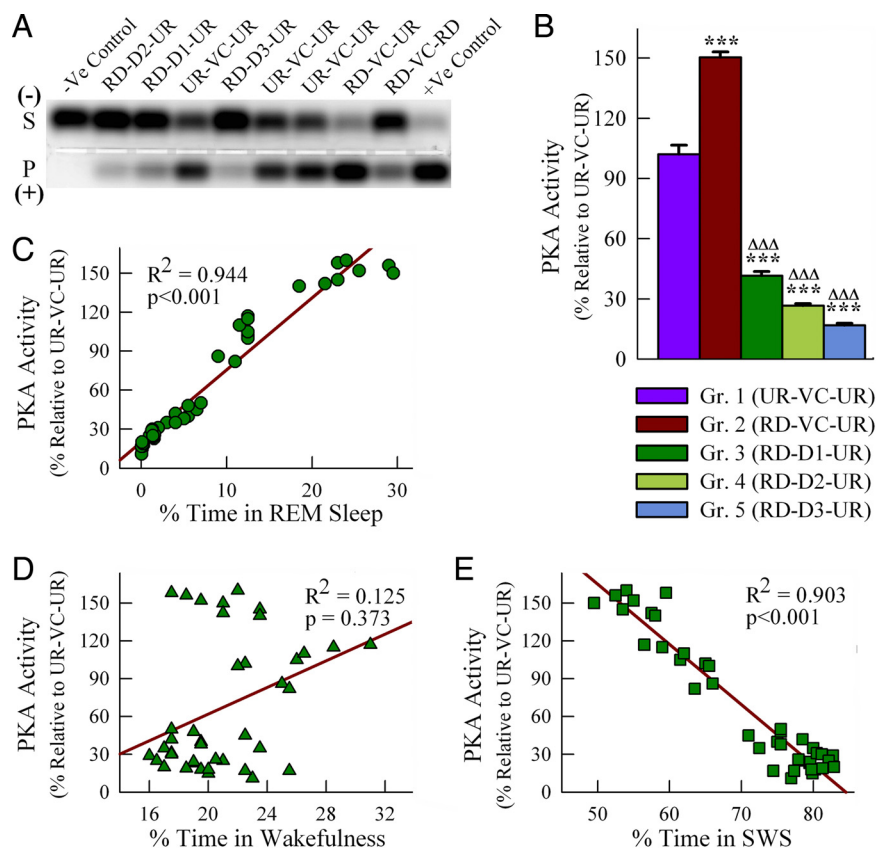 A
-Ve Control
RD-D2-UR
RD-D1-UR
UR-VC-UR
RD-D3-UR
UR-VC-UR
UR-VC-UR
RD-VC-UR
RD-VC-RD
+Ve Control
(-)
S
P
(+)
B
PKA Activity
(% Relative to UR-VC-UR)
150
120
90
60
30
0
***
ΔΔΔ
***
ΔΔΔ
***
ΔΔΔ
***
Gr. 1 (UR-VC-UR)
Gr. 2 (RD-VC-UR)
Gr. 3 (RD-D1-UR)
Gr. 4 (RD-D2-UR)
Gr. 5 (RD-D3-UR)
C
PKA Activity
(% Relative to UR-VC-UR)
150
120
90
60
30
0
R² = 0.944
p<0.001
0 10 20 30
% Time in REM Sleep
D
PKA Activity
(% Relative to UR-VC-UR)
150
120
90
60
30
0
R² = 0.125
p = 0.373
16 20 24 28 32
% Time in Wakefulness
E
PKA Activity
(% Relative to UR-VC-UR)
150
120
90
60
30
0
R² = 0.903
p<0.001
50 60 70 80
% Time in SWS